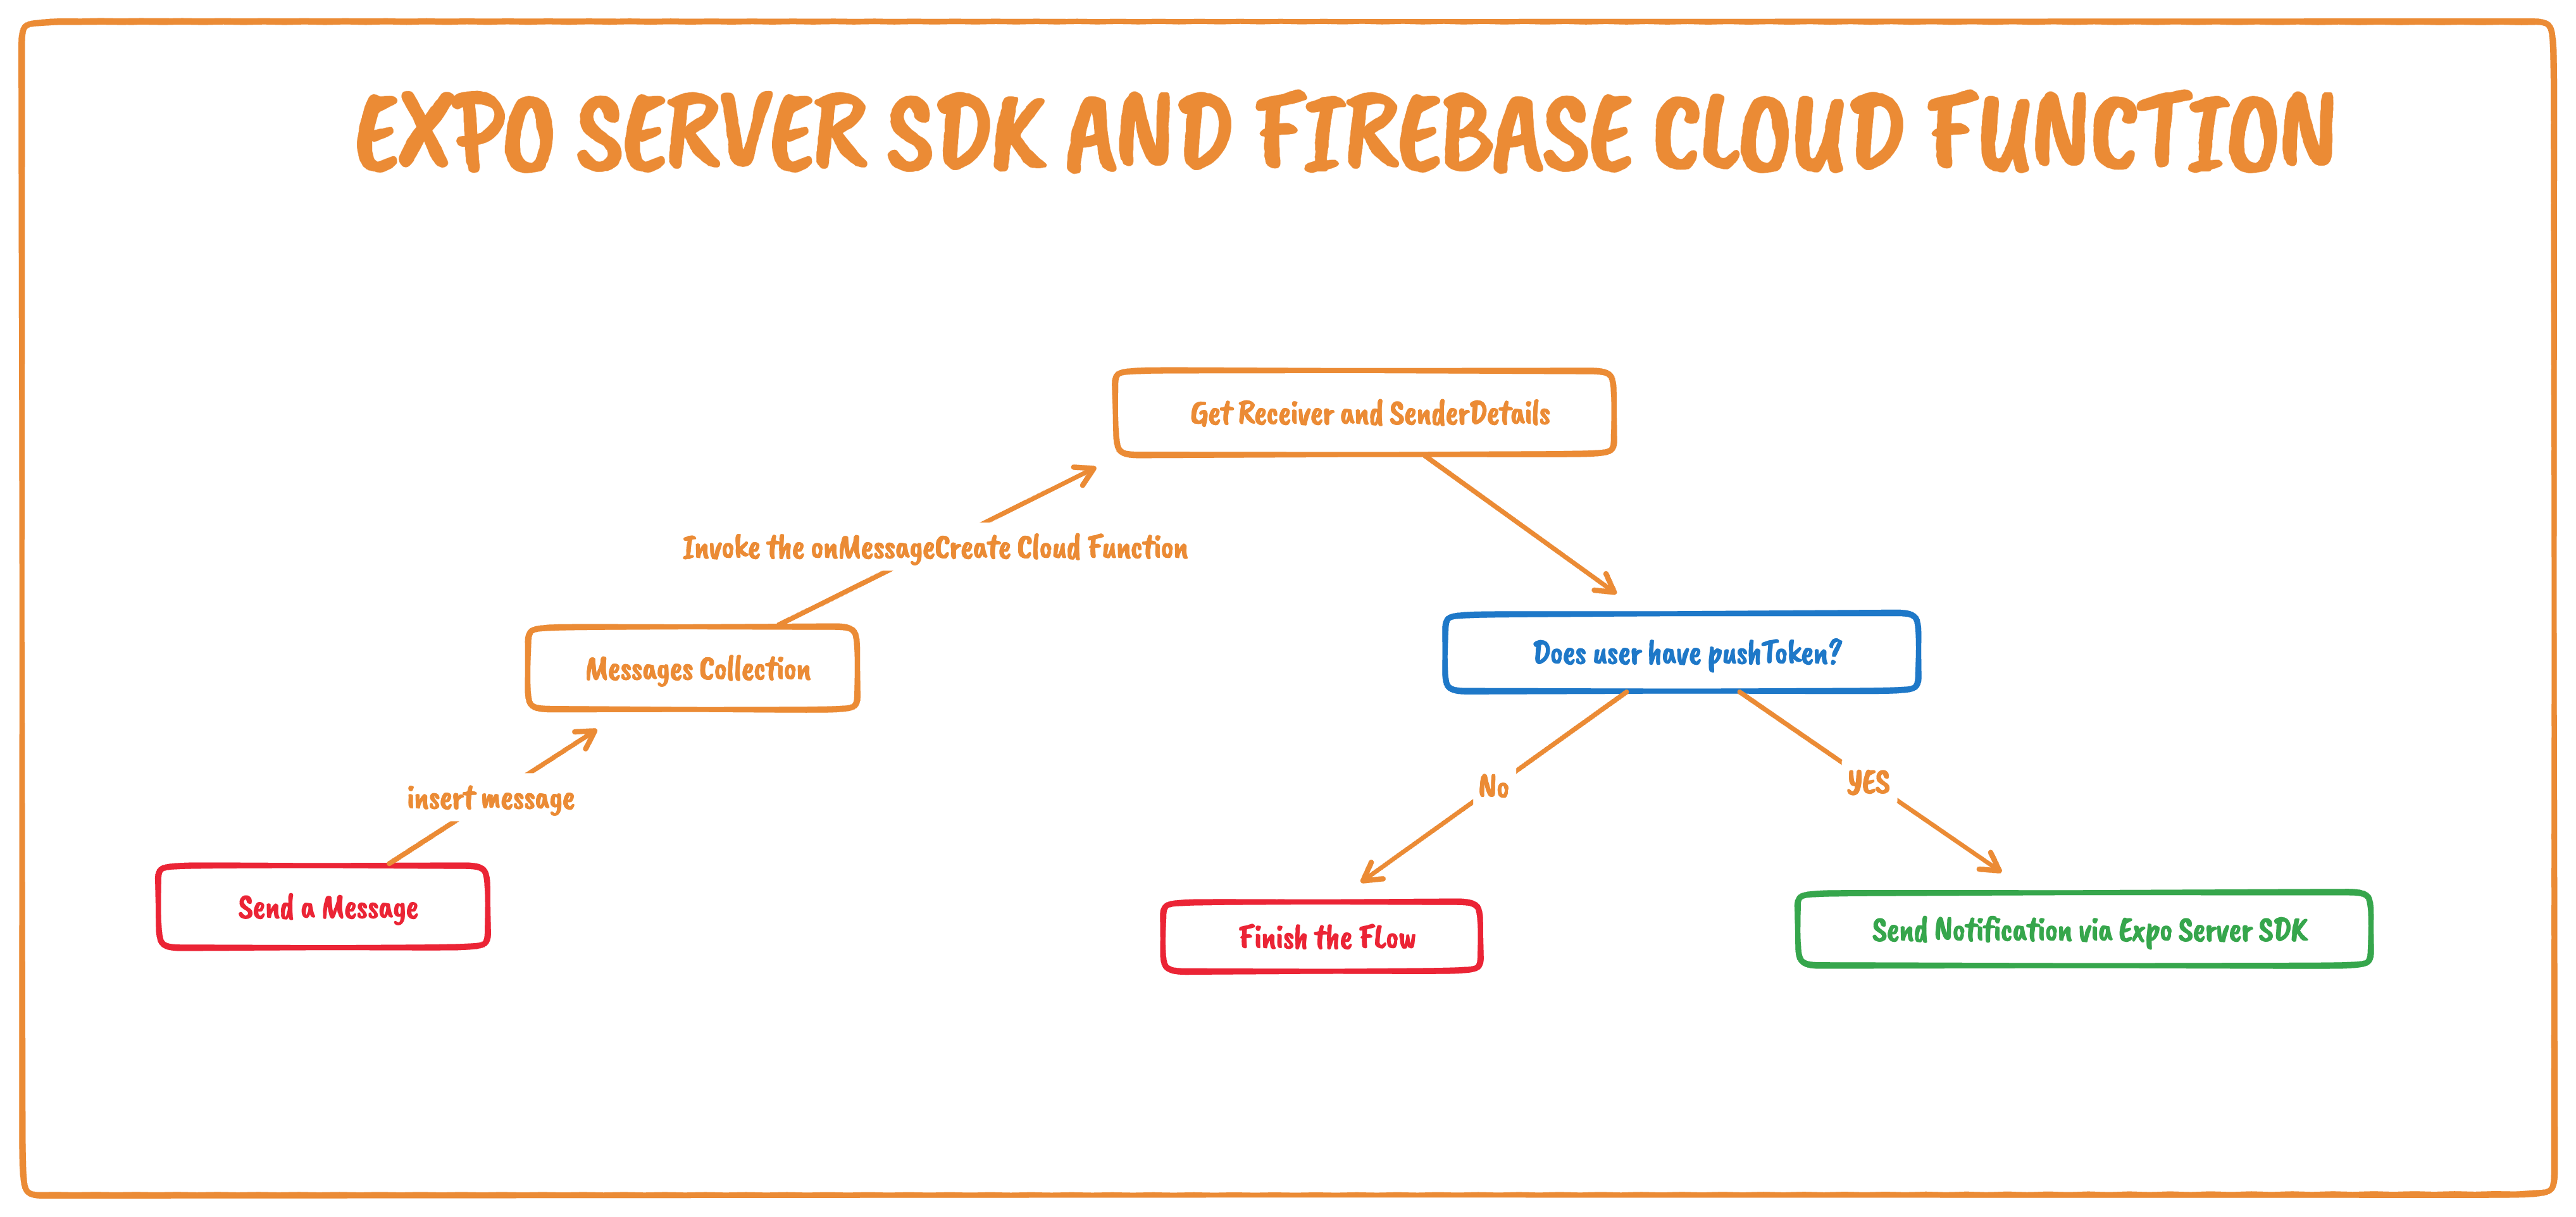 EXPO SERVER SDK AND FIREBASE CLOUD FUNCTION
Get Receiver and SenderDetails
Invoke the onMessageCreate Cloud Function
Messages Collection
Does user have pushToken?
insert message
No
YES
Send a Message
Finish the FLow
Send Notification via Expo Server SDK